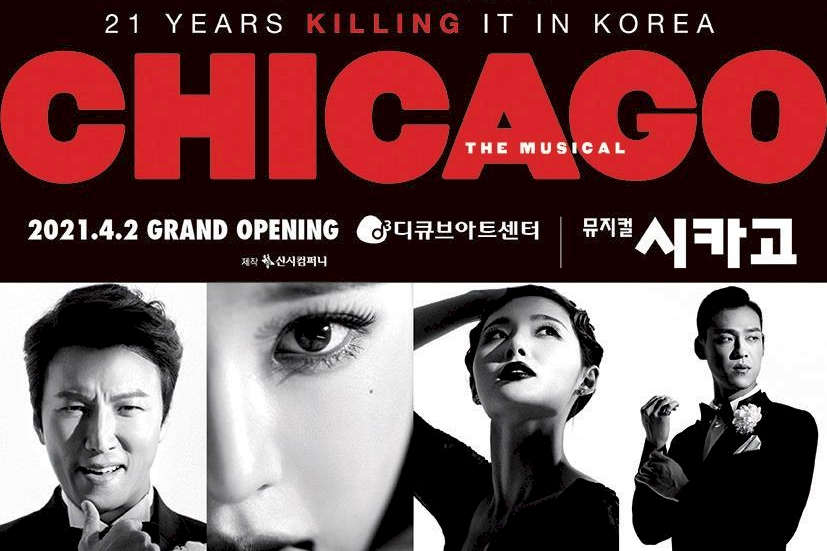 21 YEARS KILLING IT IN KOREA
CHICAGO
THE MUSICAL
2021.4.2 GRAND OPENING d3 디큐브아트센터 뮤지컬 시카고
제작 신시컴퍼니